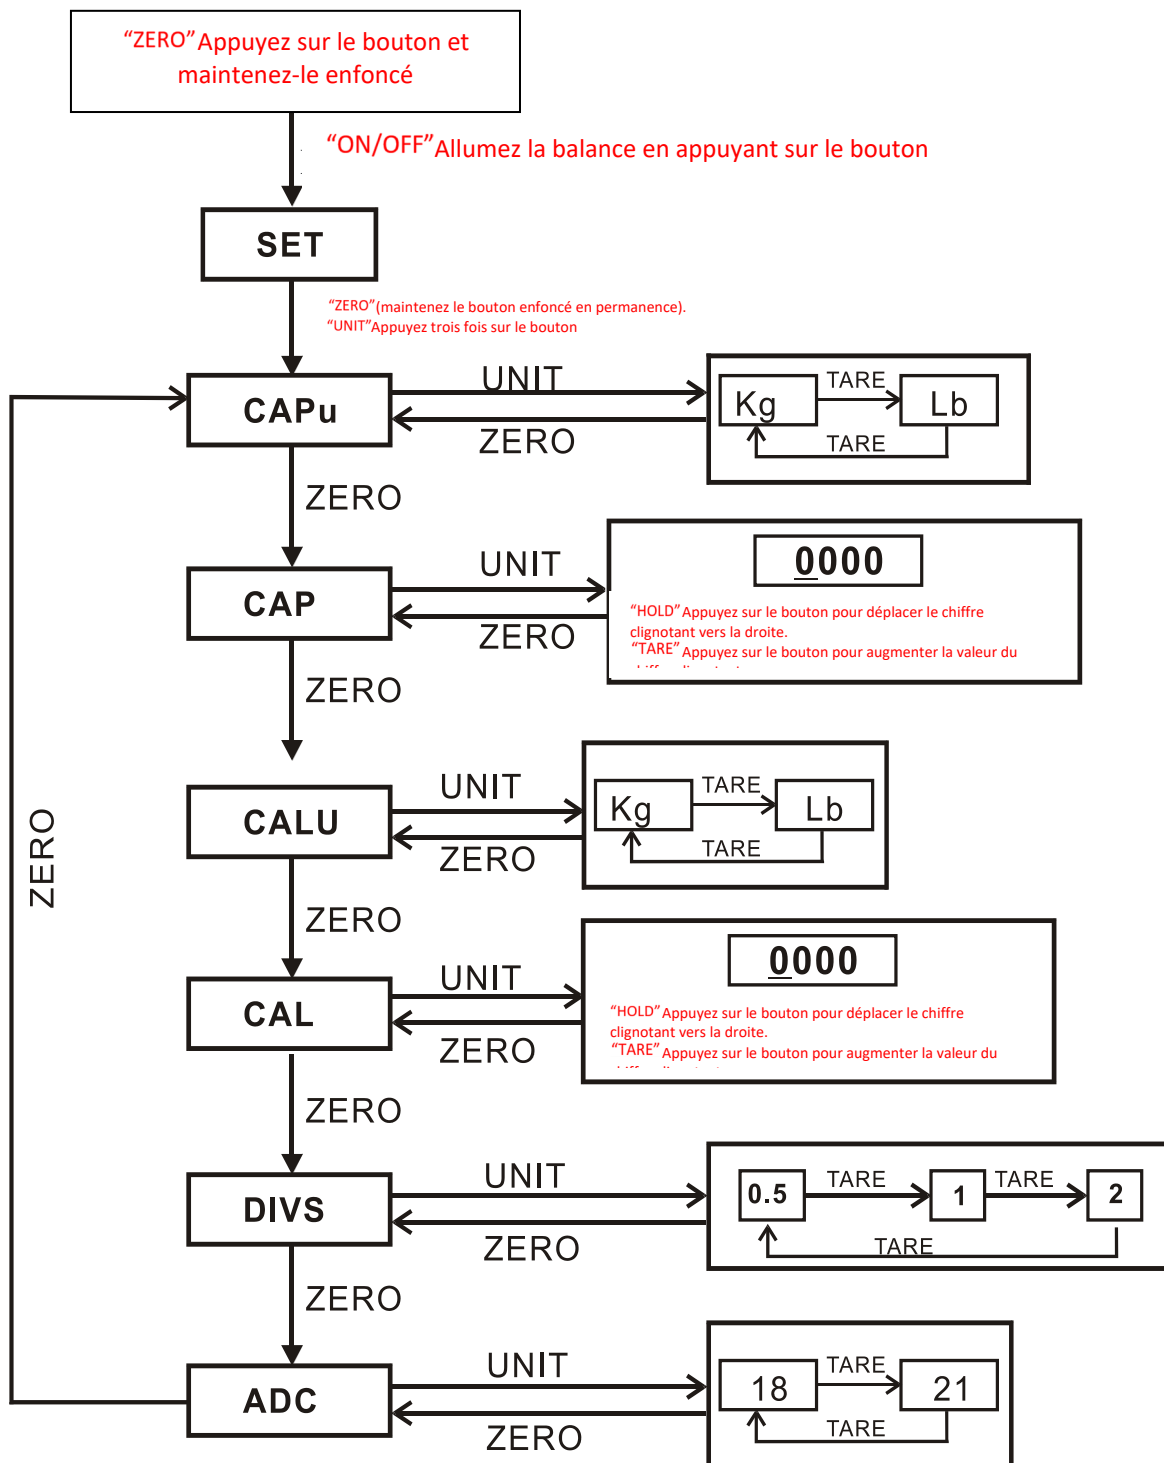 “ZERO” Appuyez sur le bouton et
maintenez-le enfoncé
“ON/OFF” Allumez la balance en appuyant sur le bouton
SET
“ZERO” (maintenez le bouton enfoncé en permanence).
“UNIT” Appuyez trois fois sur le bouton
CAPu
UNIT
ZERO
Kg
TARE
Lb
TARE
ZERO
CAP
UNIT
ZERO
0000
“HOLD” Appuyez sur le bouton pour déplacer le chiffre
clignotant vers la droite.
“TARE” Appuyez sur le bouton pour augmenter la valeur du
ZERO
CALU
UNIT
ZERO
Kg
TARE
Lb
TARE
ZERO
ZERO
CAL
UNIT
ZERO
0000
“HOLD” Appuyez sur le bouton pour déplacer le chiffre
clignotant vers la droite.
“TARE” Appuyez sur le bouton pour augmenter la valeur du
ZERO
DIVS
UNIT
ZERO
0.5
TARE
1
TARE
2
TARE
ZERO
ADC
UNIT
ZERO
18
TARE
21
TARE